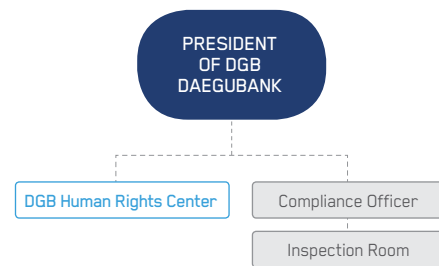 PRESIDENT
OF DGB
DAEGUBANK
DGB Human Rights Center
Compliance Officer
Inspection Room